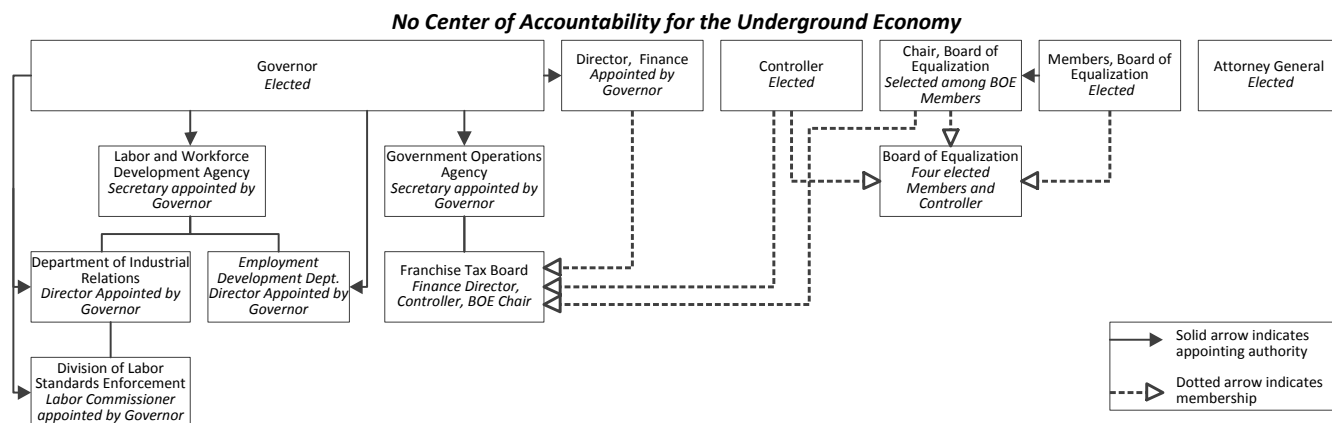 No Center of Accountability for the Underground Economy
Governor
Elected
Director, Finance
Appointed by
Governor
Controller
Elected
Chair, Board of
Equalization
Selected among BOE
Members
Members, Board of
Equalization
Elected
Attorney General
Elected
Labor and Workforce
Development Agency
Secretary appointed by
Governor
Government Operations
Agency
Secretary appointed by
Governor
Board of Equalization
Four elected
Members and
Controller
Department of Industrial
Relations
Director Appointed by
Governor
Employment
Development Dept.
Director Appointed by
Governor
Franchise Tax Board
Finance Director,
Controller, BOE Chair
Division of Labor
Standards Enforcement
Labor Commissioner
appointed by Governor
Solid arrow indicates
appointing authority
Dotted arrow indicates
membership